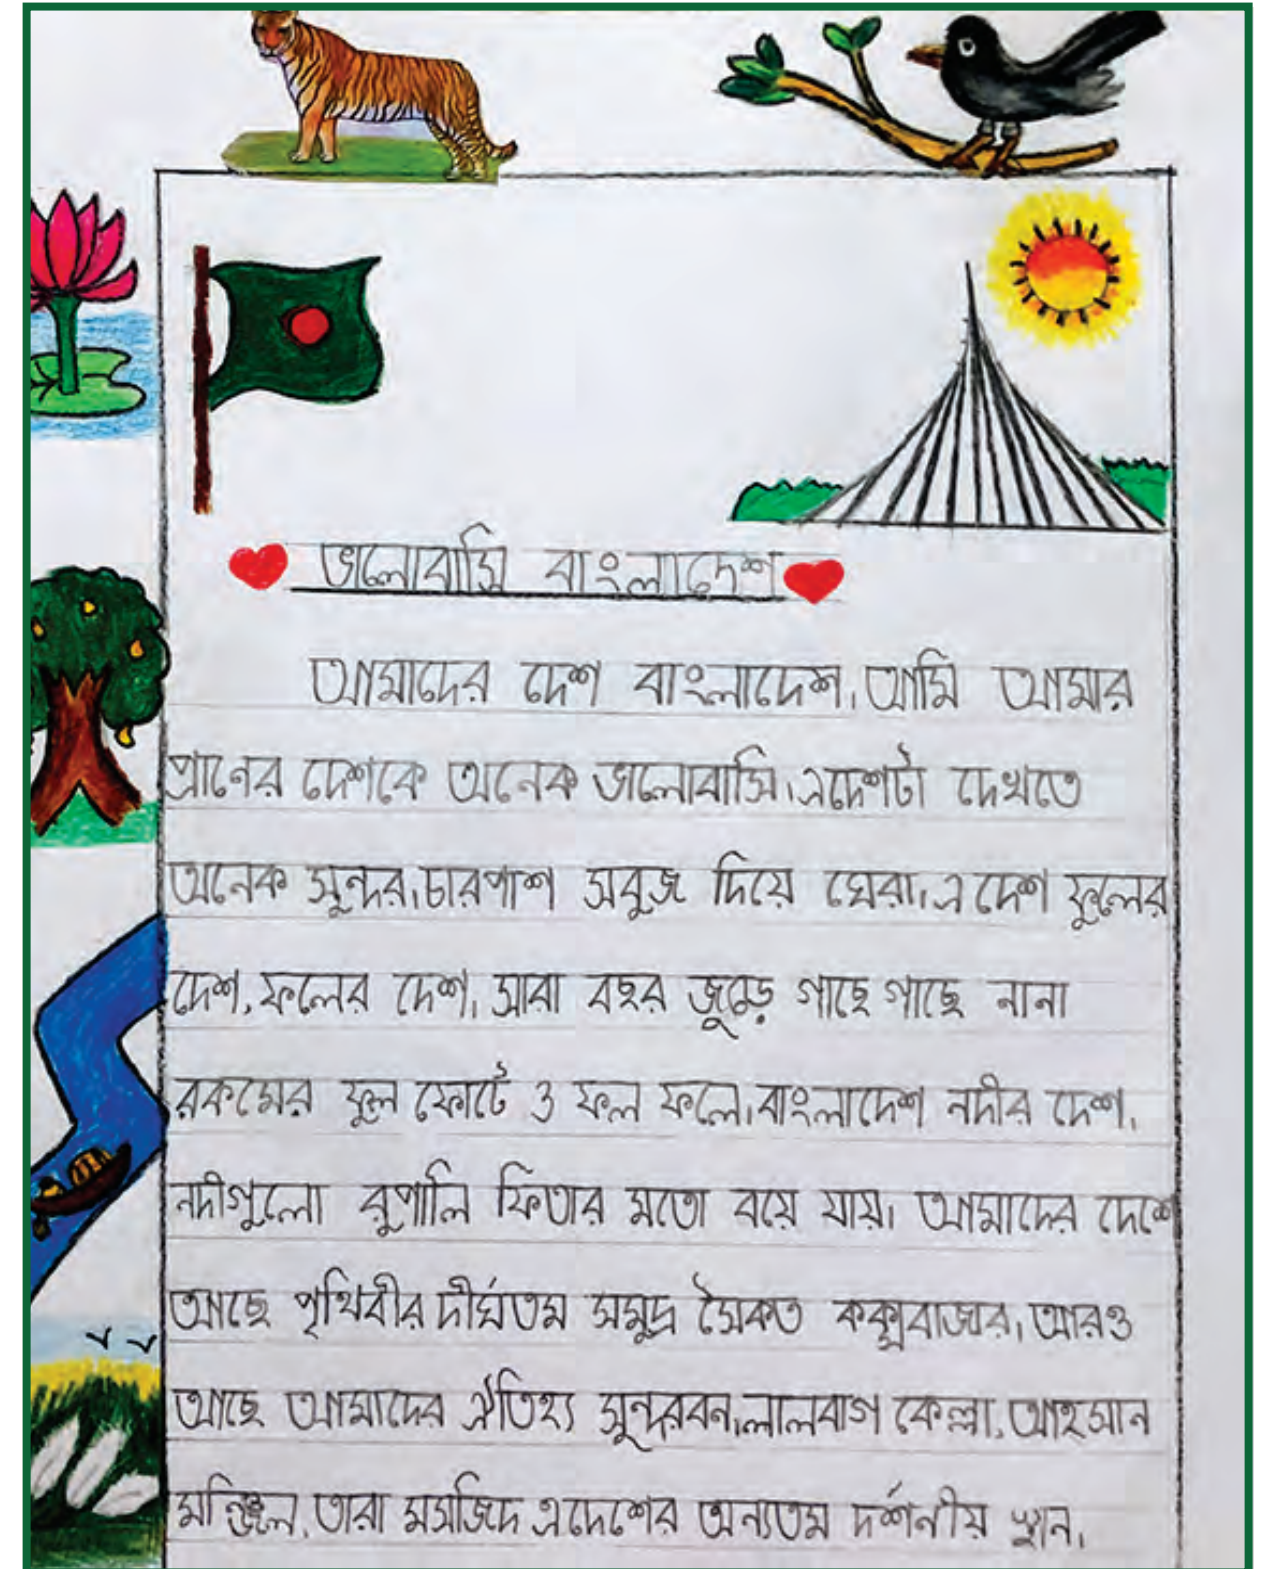 ভালোবাসি বাংলাদেশ
আমাদের দেশ বাংলাদেশ। আমি আমার
প্রাণের দেশকে অনেক ভালোবাসি। এদেশটা দেখতে
অনেক সুন্দর। চারপাশ সবুজ দিয়ে ঘেরা। এ দেশ ফুলের
দেশ, ফলের দেশ। সারা বছর জুড়ে গাছে গাছে নানা
রকমের ফুল ফোটে ও ফল ফলে। বাংলাদেশ নদীর দেশ।
নদীগুলো রুপালি ফিতার মতো বয়ে যায়। আমাদের দেশে
আছে পৃথিবীর দীর্ঘতম সমুদ্র সৈকত কক্সবাজার। আরও
আছে আমাদের ঐতিহ্য সুন্দরবন। লালবাগ কেল্লা, আহসান
মঞ্জিল, তারা মসজিদ এদেশের অন্যতম দর্শনীয় স্থান।